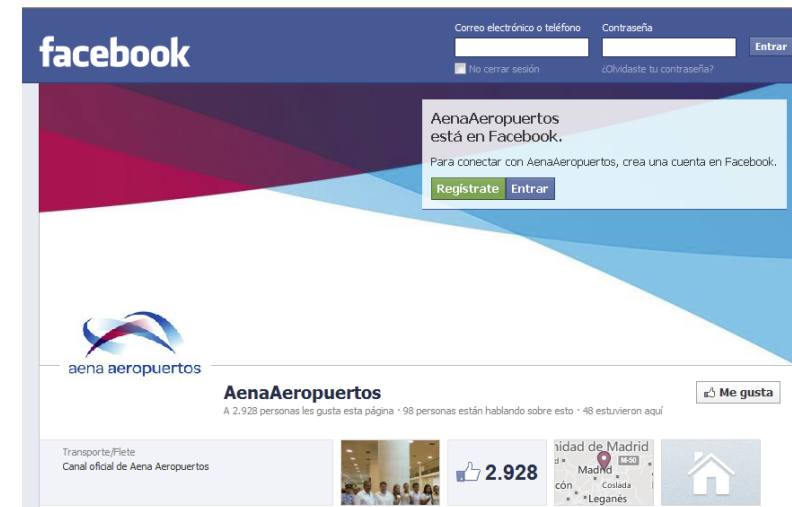 facebook
Correo electrónico o teléfono
Contraseña
Entrar
No cerrar sesión
¿Olvidaste tu contraseña?
AenaAeropuertos
está en Facebook.
Para conectar con AenaAeropuertos, crea una cuenta en Facebook.
Regístrate Entrar
aena aeropuertos
AenaAeropuertos
Me gusta
A 2.928 personas les gusta esta página · 98 personas están hablando sobre esto · 48 estuvieron aquí
Transporte/Flete
Canal oficial de Aena Aeropuertos
2.928
nidad de Madrid
M-50
Madrid
cón
Coslada
Leganés